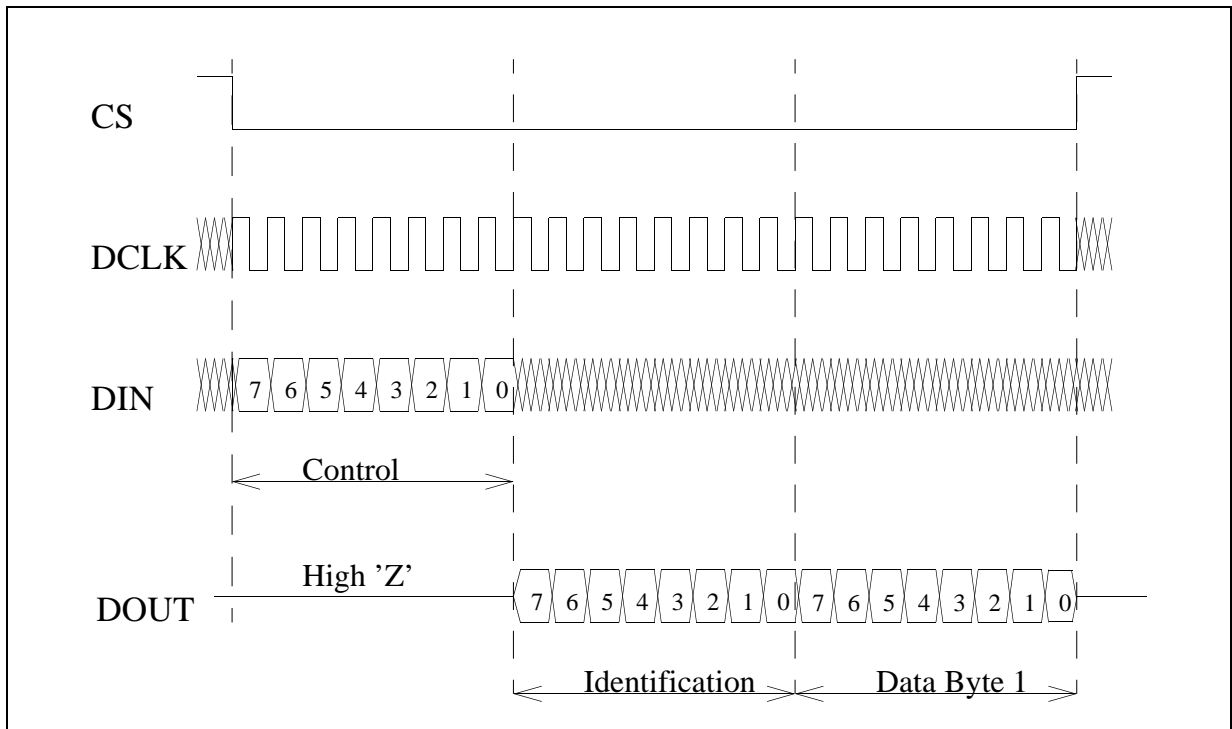 CS
DCLK
DIN
7 6 5 4 3 2 1 0
Control
High ’Z’
DOUT
7 6 5 4 3 2 1 0 7 6 5 4 3 2 1 0
Identification
Data Byte 1